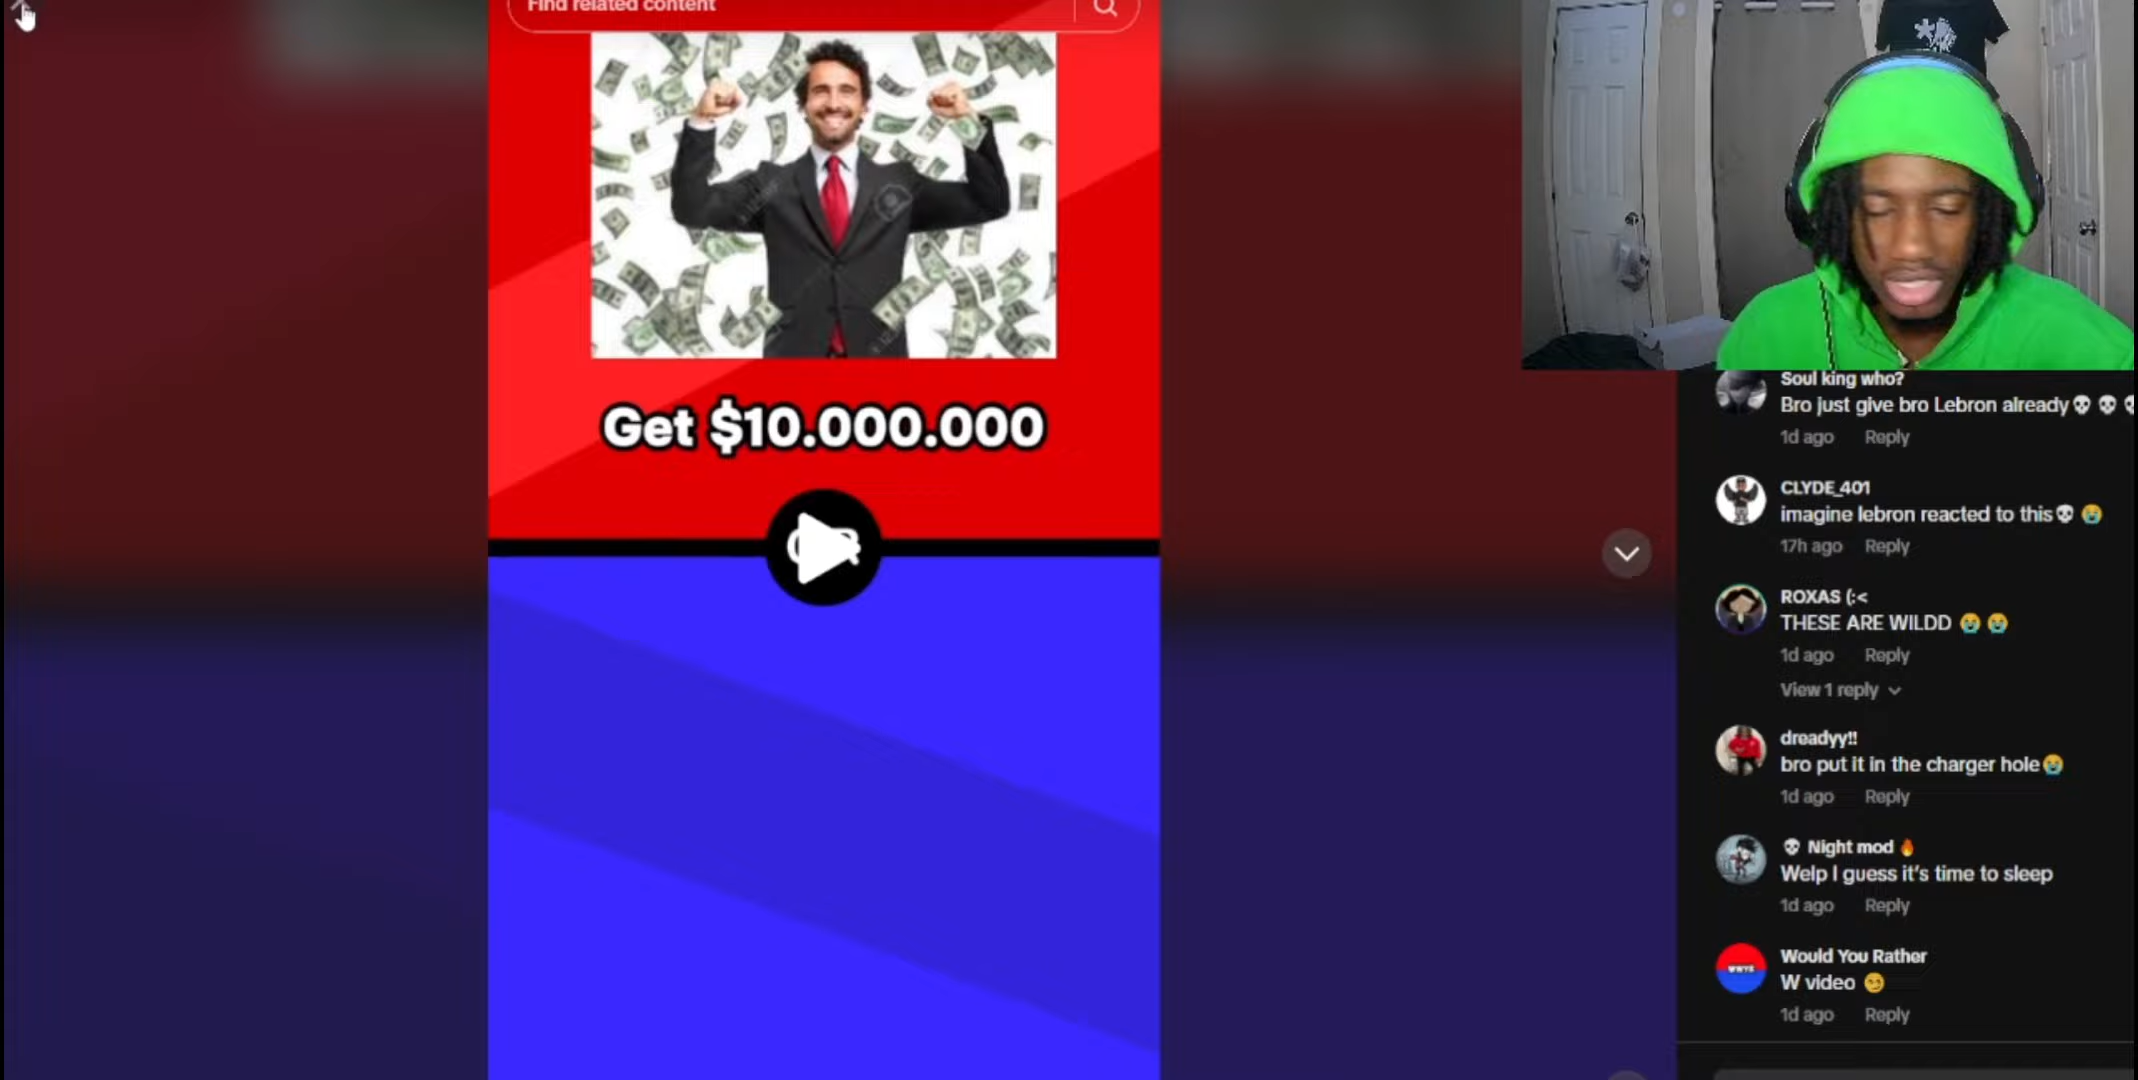 Find related content
Get $10.000.000
Soul king who?
Bro just give bro Lebron already💀 💀
1d ago Reply
CLYDE_401
imagine lebron reacted to this💀 😭
17h ago Reply
ROXAS (:<
THESE ARE WILDD 😭 😭
1d ago Reply
View 1 reply
dreadyy!!
bro put it in the charger hole😭
1d ago Reply
💀 Night mod 🔥
Welp I guess it's time to sleep
1d ago Reply
Would You Rather
W video 😏
1d ago Reply